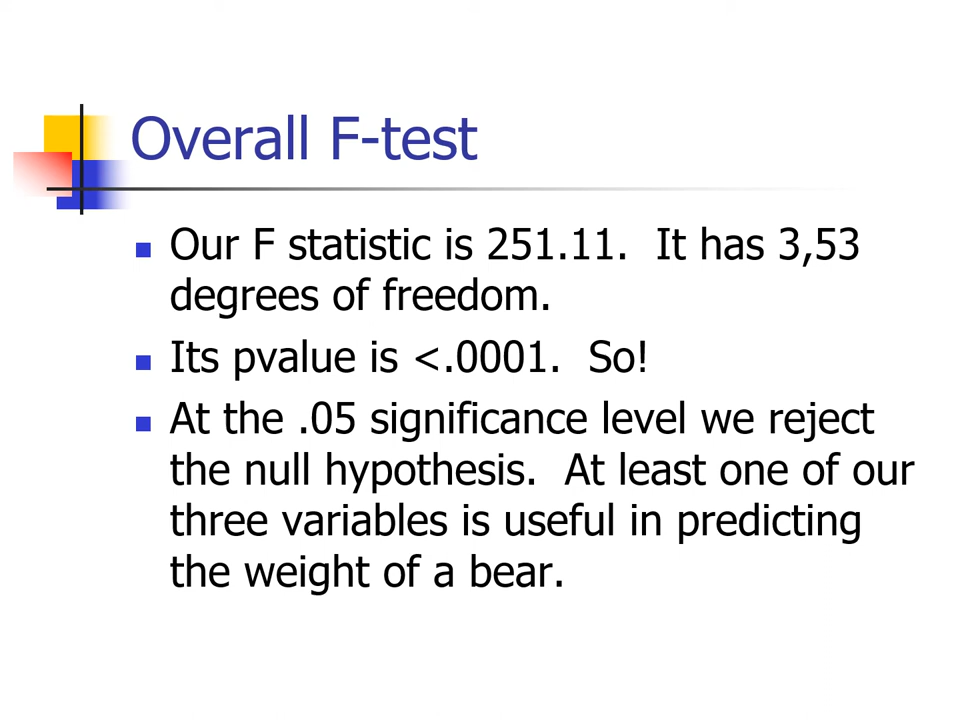 Overall F-test
Our F statistic is 251.11.  It has 3,53
degrees of freedom.
Its pvalue is <.0001.  So!
At the .05 significance level we reject
the null hypothesis.  At least one of our
three variables is useful in predicting
the weight of a bear.